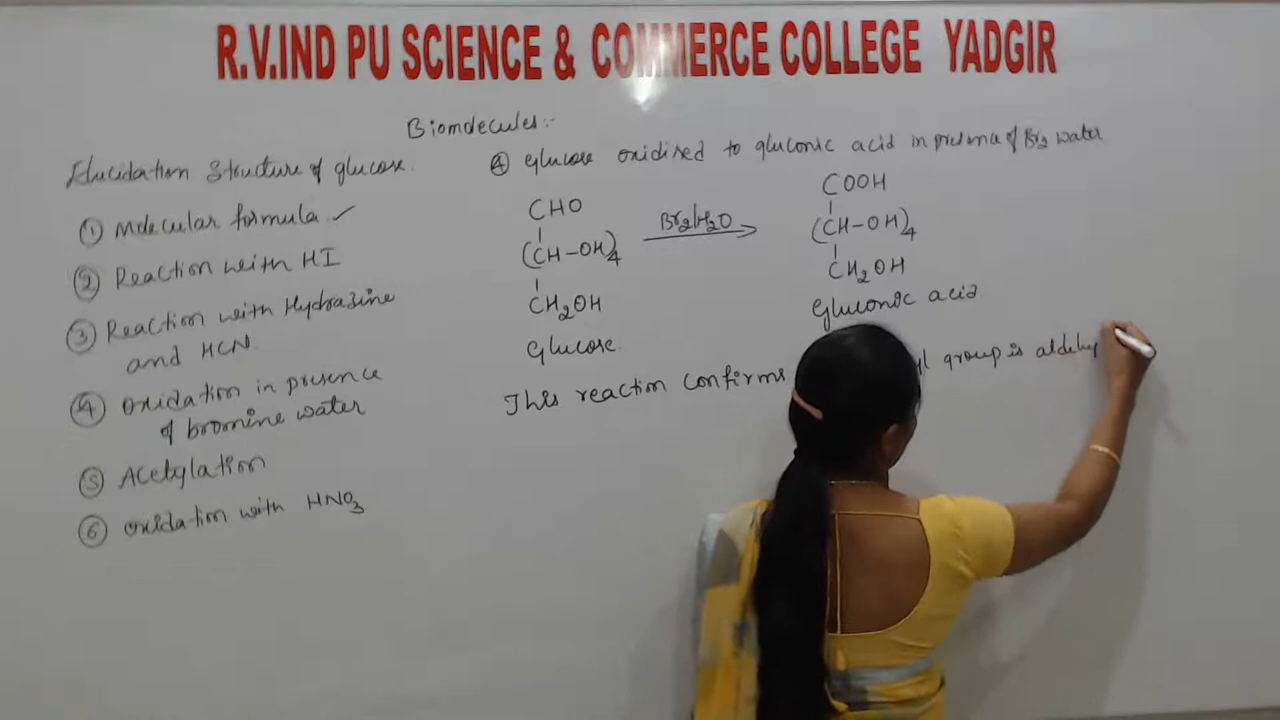 R.V.IND PU SCIENCE & COMMERCE COLLEGE YADGIR
Biomolecules:-
Elucidation Structure of glucose.
① Molecular formula ✓
② Reaction with HI
③ Reaction with Hydrazine
and HCN.
④ Oxidation in presence
of bromine water
⑤ Acetylation
⑥ Oxidation with HNO3
④ Glucose oxidised to gluconic acid in presence of Br2 water
CHO
(CH-OH)4
CH2OH
Glucose
Br2/H2O
COOH
(CH-OH)4
CH2OH
Gluconic acid
This reaction confirms group is aldehy